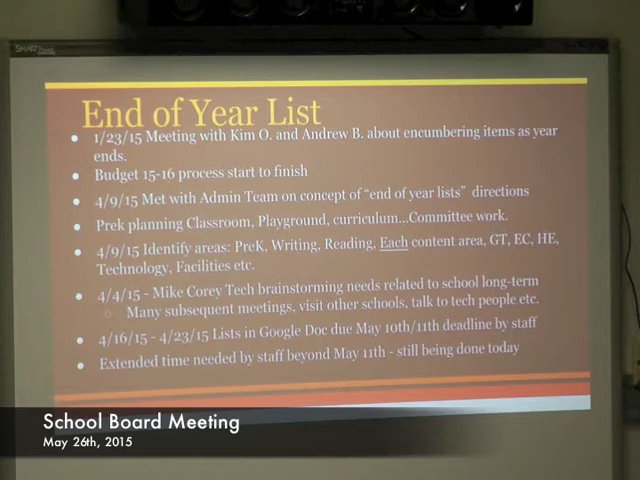 SMART Board
End of Year List
• 1/23/15 Meeting with Kim O. and Andrew B. about encumbering items as year
ends.
• Budget 15-16 process start to finish
• 4/9/15 Met with Admin Team on concept of “end of year lists” directions
• Prek planning Classroom, Playground, curriculum...Committee work.
• 4/9/15 Identify areas: PreK, Writing, Reading, Each content area, GT, EC, HE,
Technology, Facilities etc.
• 4/4/15 - Mike Corey Tech brainstorming needs related to school long-term
○ Many subsequent meetings, visit other schools, talk to tech people etc.
• 4/16/15 - 4/23/15 Lists in Google Doc due May 10th/11th deadline by staff
• Extended time needed by staff beyond May 11th - still being done today
School Board Meeting
May 26th, 2015